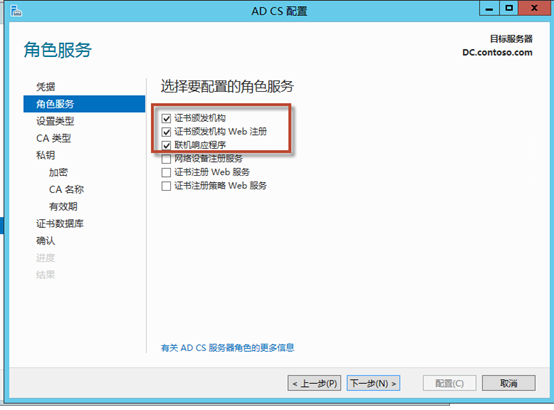 AD CS 配置
角色服务
目标服务器
DC.contoso.com
凭据
角色服务
设置类型
CA 类型
私钥
加密
CA 名称
有效期
证书数据库
确认
进度
结果
选择要配置的角色服务
证书颁发机构
证书颁发机构 Web 注册
联机响应程序
网络设备注册服务
证书注册 Web 服务
证书注册策略 Web 服务
有关 AD CS 服务器角色的更多信息
< 上一步(P)
下一步(N) >
配置(C)
取消